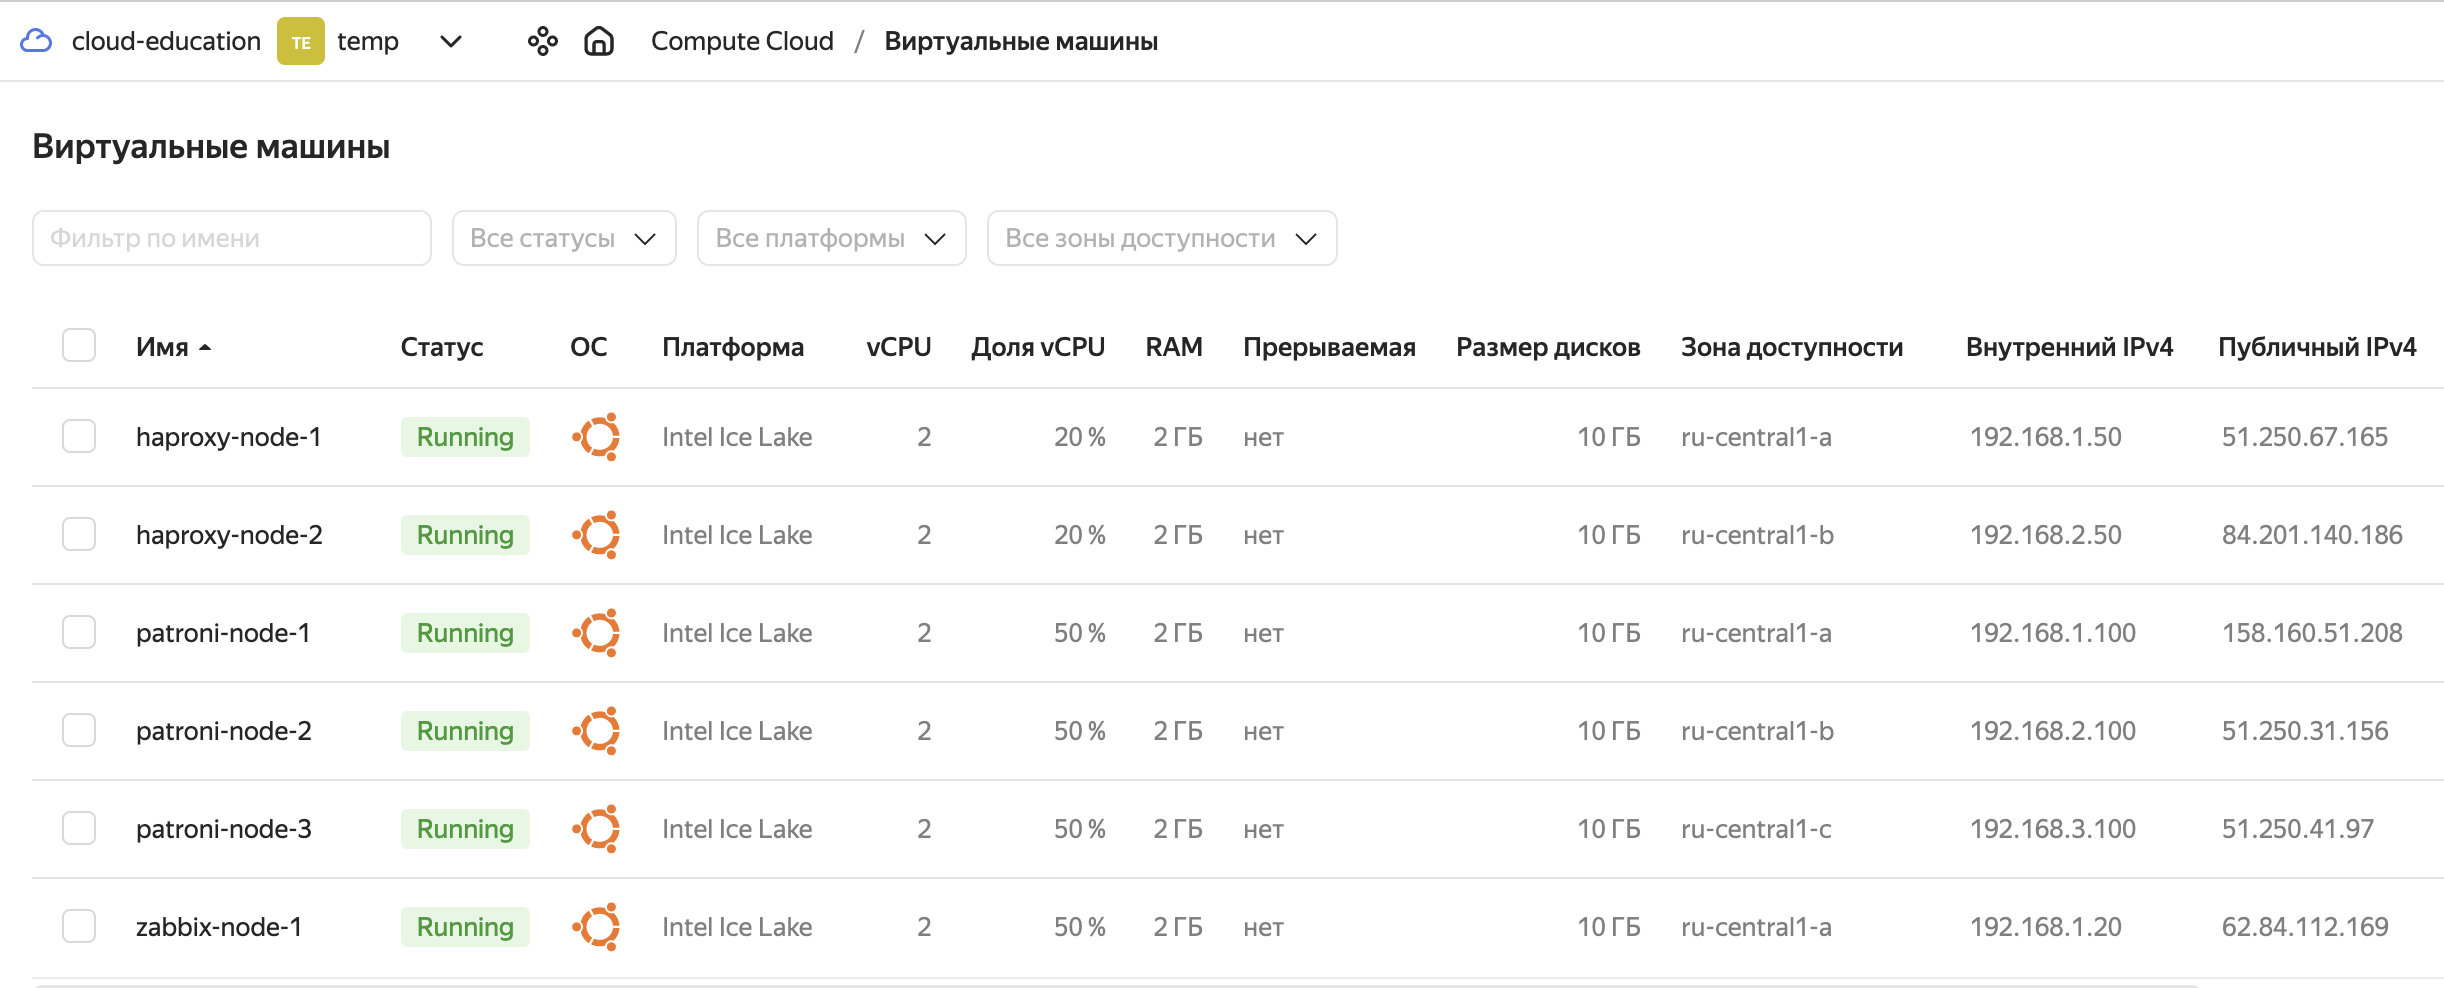 cloud-education TE temp Compute Cloud / Виртуальные машины
Виртуальные машины
Фильтр по имени Все статусы Все платформы Все зоны доступности
Имя Статус ОС Платформа vCPU Доля vCPU RAM Прерываемая Размер дисков Зона доступности Внутренний IPv4 Публичный IPv4
haproxy-node-1 Running Intel Ice Lake 2 20 % 2 ГБ нет 10 ГБ ru-central1-a 192.168.1.50 51.250.67.165
haproxy-node-2 Running Intel Ice Lake 2 20 % 2 ГБ нет 10 ГБ ru-central1-b 192.168.2.50 84.201.140.186
patroni-node-1 Running Intel Ice Lake 2 50 % 2 ГБ нет 10 ГБ ru-central1-a 192.168.1.100 158.160.51.208
patroni-node-2 Running Intel Ice Lake 2 50 % 2 ГБ нет 10 ГБ ru-central1-b 192.168.2.100 51.250.31.156
patroni-node-3 Running Intel Ice Lake 2 50 % 2 ГБ нет 10 ГБ ru-central1-c 192.168.3.100 51.250.41.97
zabbix-node-1 Running Intel Ice Lake 2 50 % 2 ГБ нет 10 ГБ ru-central1-a 192.168.1.20 62.84.112.169